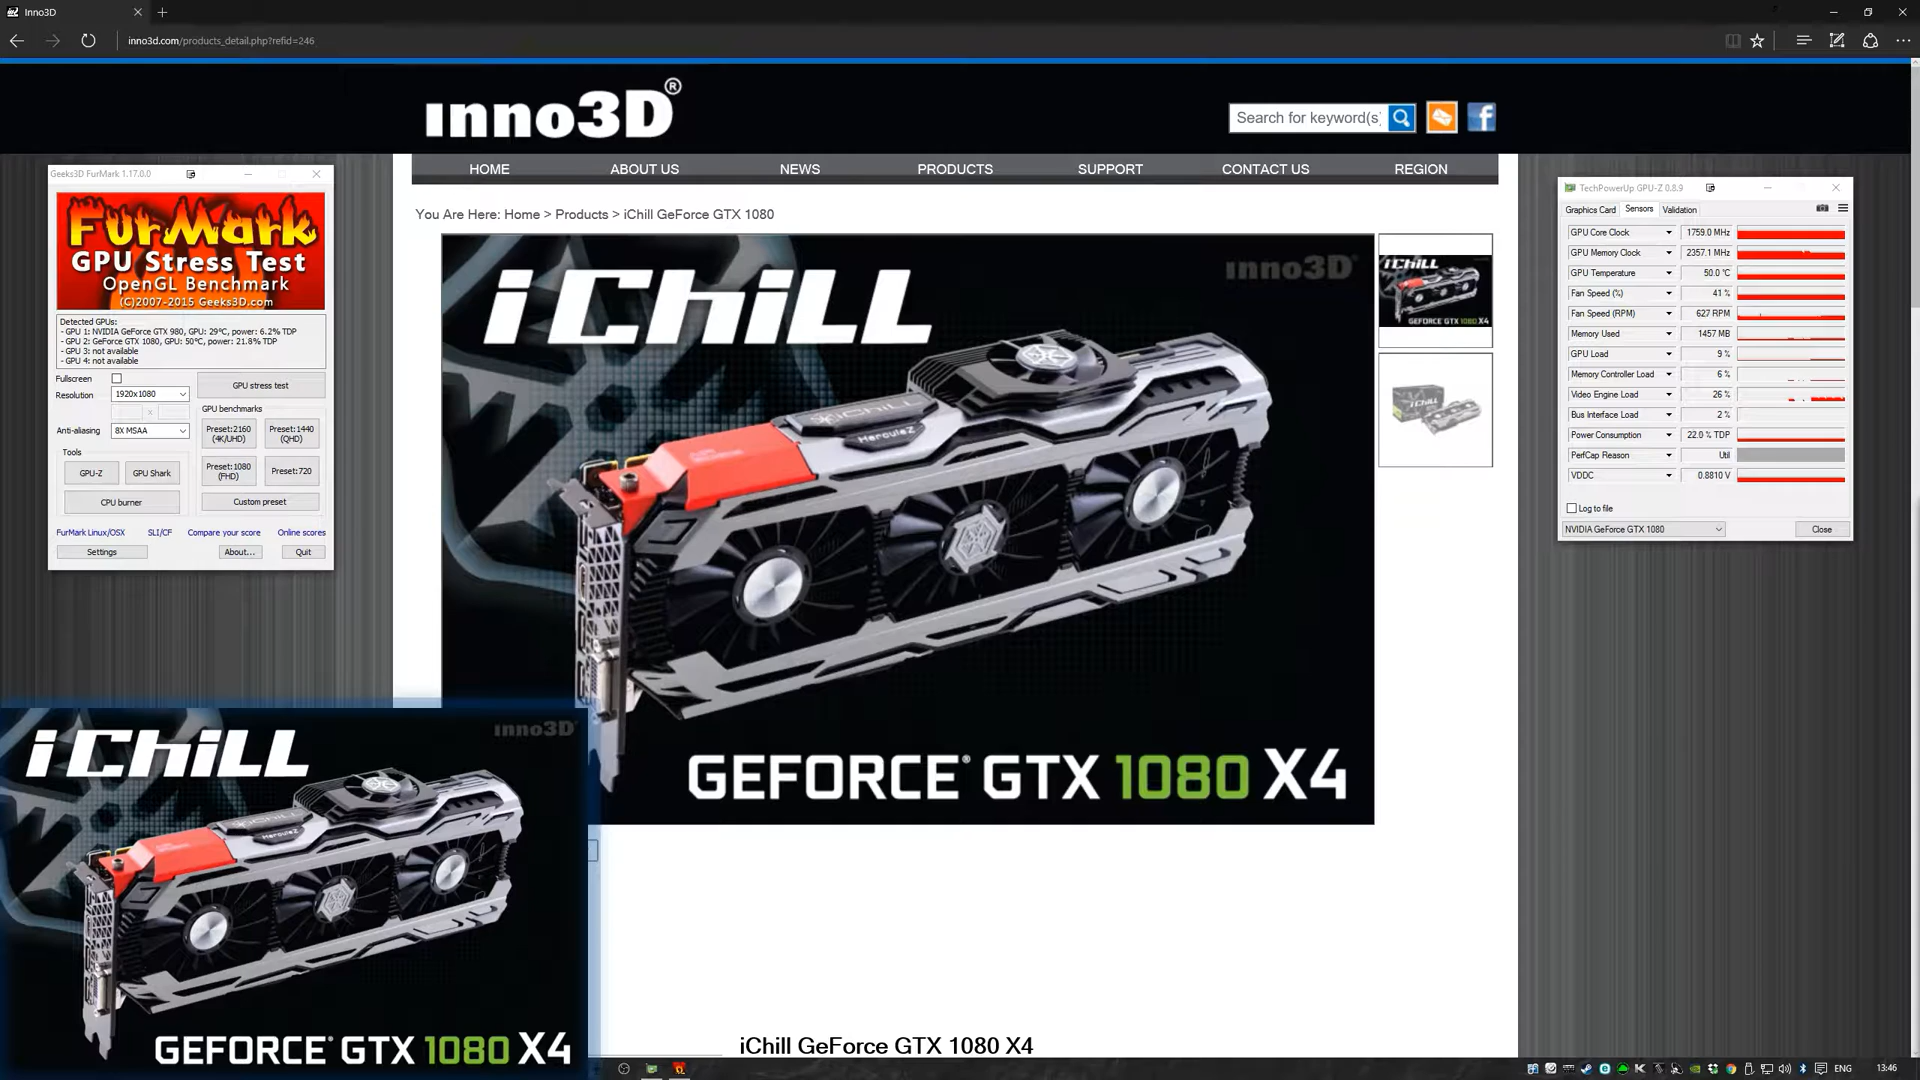 Inno3D
inno3d.com/products_detail.php?refid=246
inno3D®
Search for keyword(s)
HOME
ABOUT US
NEWS
PRODUCTS
SUPPORT
CONTACT US
REGION
You Are Here: Home > Products > iChill GeForce GTX 1080
Geeks3D FurMark 1.17.0.0
FurMark
GPU Stress Test
OpenGL Benchmark
(C)2007-2015 Geeks3D.com
Detected GPUs:
- GPU 1: NVIDIA GeForce GTX 980, GPU: 29°C, power: 6.2% TDP
- GPU 2: GeForce GTX 1080, GPU: 50°C, power: 21.8% TDP
- GPU 3: not available
- GPU 4: not available
Fullscreen
GPU stress test
Resolution
1920x1080
x
GPU benchmarks
Anti-aliasing
8X MSAA
Preset:2160
(4K/UHD)
Preset:1440
(QHD)
Tools
GPU-Z
GPU Shark
Preset:1080
(FHD)
Preset:720
CPU burner
Custom preset
FurMark Linux/OSX
SLI/CF
Compare your score
Online scores
Settings
About...
Quit
iChiLL
inno3D
iCHiLL
HerculeZ
GEFORCE® GTX 1080 X4
iChiLL
GEFORCE GTX 1080 X4
TechPowerUp GPU-Z 0.8.9
Graphics Card
Sensors
Validation
GPU Core Clock 1759.0 MHz
GPU Memory Clock 2357.1 MHz
GPU Temperature 50.0 °C
Fan Speed (%) 41 %
Fan Speed (RPM) 627 RPM
Memory Used 1457 MB
GPU Load 9 %
Memory Controller Load 6 %
Video Engine Load 26 %
Bus Interface Load 2 %
Power Consumption 22.0 % TDP
PerfCap Reason Util
VDDC 0.8810 V
Log to file
NVIDIA GeForce GTX 1080
Close
iChiLL
inno3D
HerculeZ
GEFORCE® GTX 1080 X4
iChill GeForce GTX 1080 X4
ENG
13:46